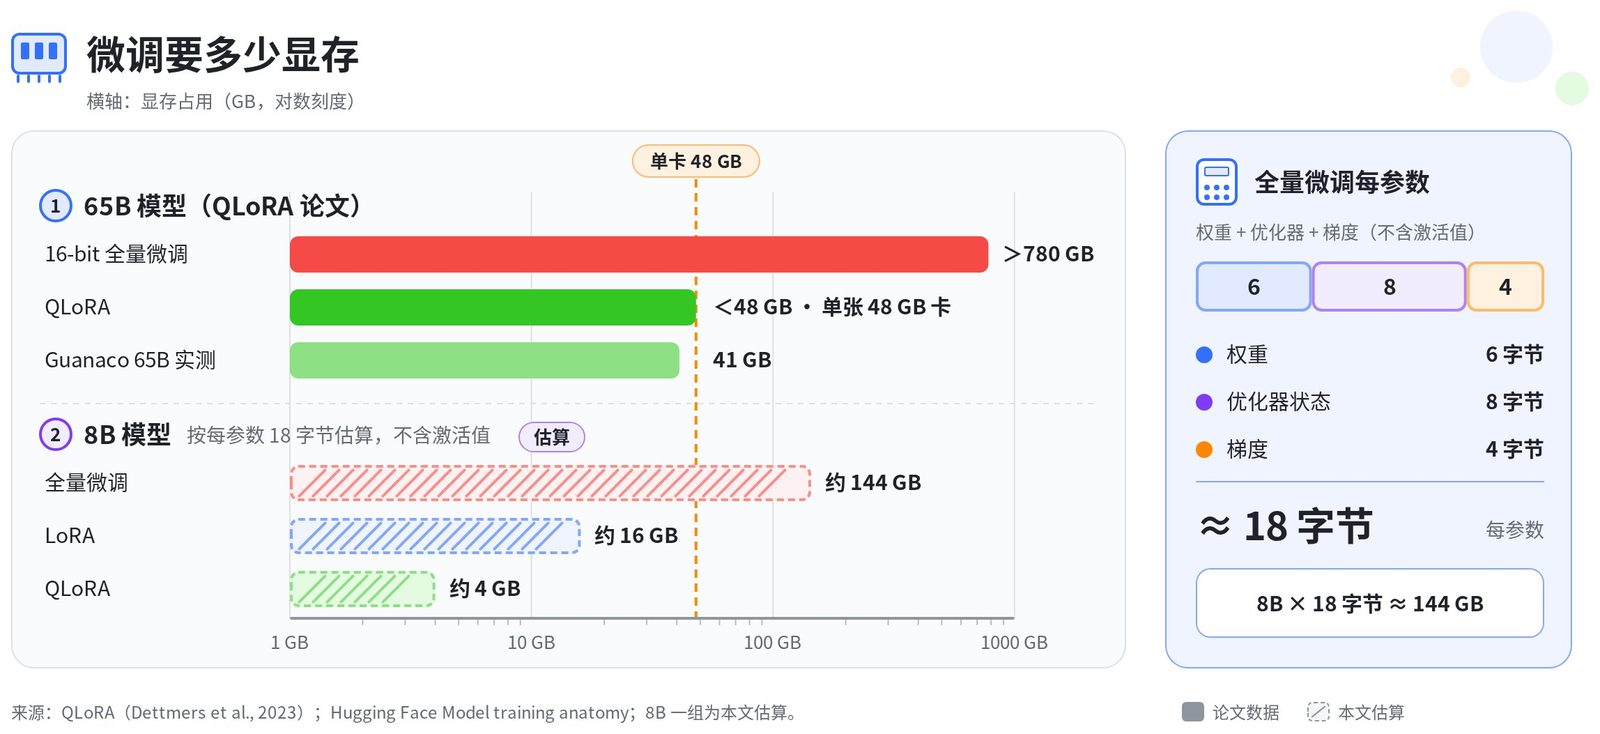 微调要多少显存
横轴：显存占用（GB，对数刻度）
单卡 48 GB
1 65B 模型（QLoRA 论文）
16-bit 全量微调 ＞780 GB
QLoRA ＜48 GB · 单张 48 GB 卡
Guanaco 65B 实测 41 GB
2 8B 模型 按每参数 18 字节估算，不含激活值 估算
全量微调 约 144 GB
LoRA 约 16 GB
QLoRA 约 4 GB
1 GB 10 GB 100 GB 1000 GB
全量微调每参数
权重 + 优化器 + 梯度（不含激活值）
6 8 4
权重 6 字节
优化器状态 8 字节
梯度 4 字节
≈ 18 字节 每参数
8B × 18 字节 ≈ 144 GB
来源：QLoRA（Dettmers et al., 2023）；Hugging Face Model training anatomy；8B 一组为本文估算。
论文数据 本文估算